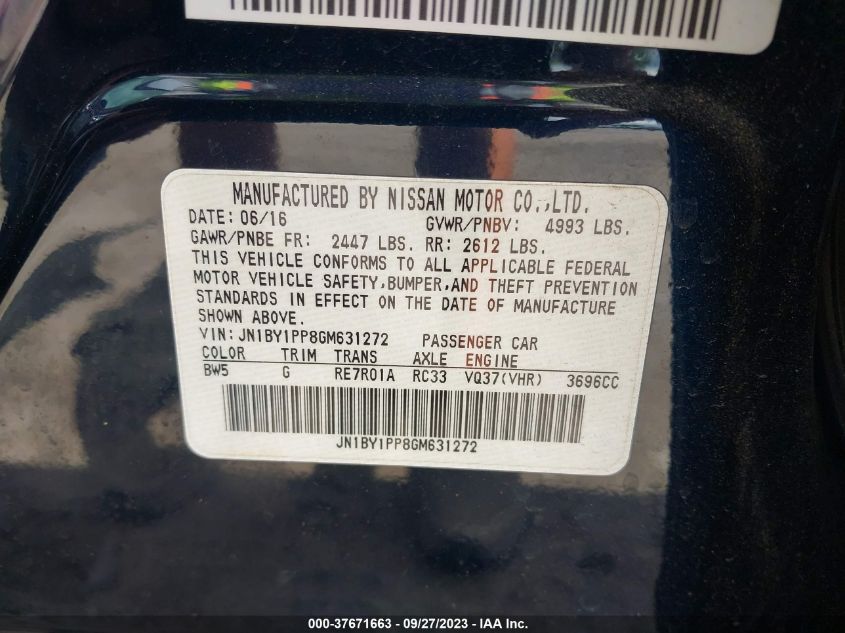 MANUFACTURED BY NISSAN MOTOR CO.,LTD.
DATE: 06/16 GVWR/PNBV: 4993 LBS.
GAWR/PNBE FR: 2447 LBS. RR: 2612 LBS.
THIS VEHICLE CONFORMS TO ALL APPLICABLE FEDERAL
MOTOR VEHICLE SAFETY,BUMPER,AND THEFT PREVENTION
STANDARDS IN EFFECT ON THE DATE OF MANUFACTURE
SHOWN ABOVE.
VIN: JN1BY1PP8GM631272 PASSENGER CAR
COLOR TRIM TRANS AXLE ENGINE
BW5 G RE7R01A RC33 VQ37(VHR) 3696CC
JN1BY1PP8GM631272
000-37671663 - 09/27/2023 - IAA Inc.